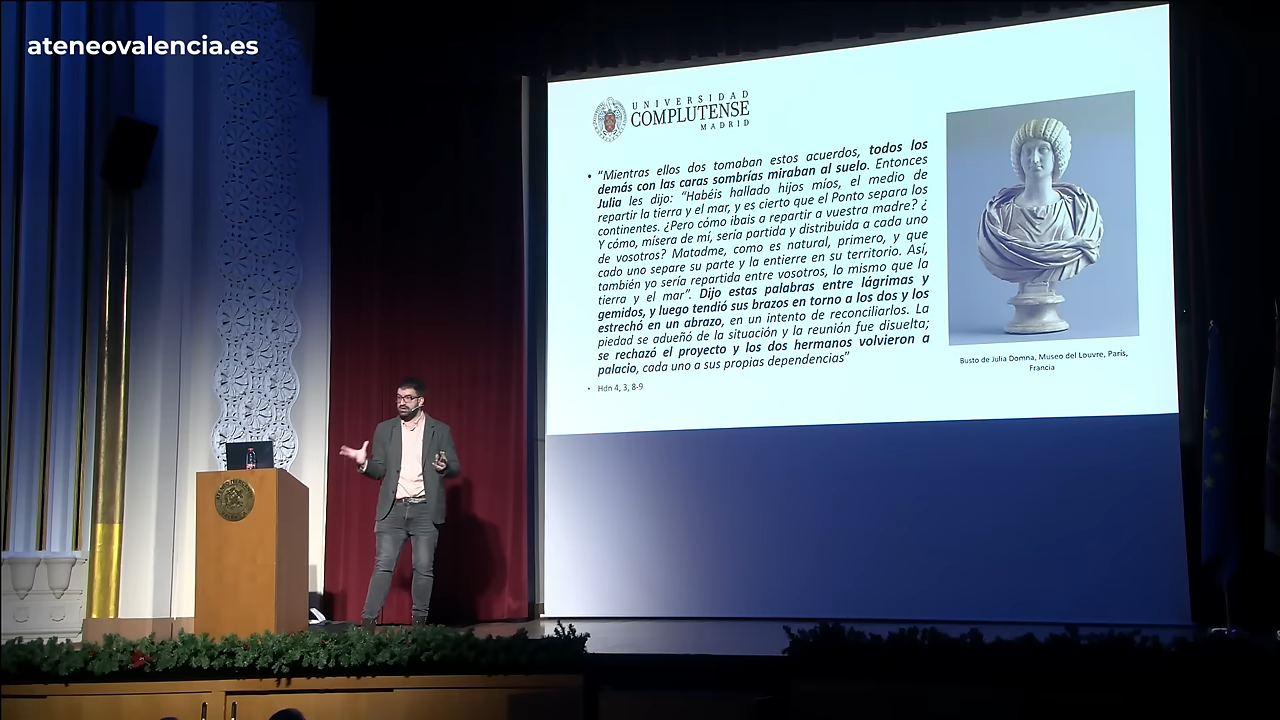 ateneovalencia.es
UNIVERSIDAD
COMPLUTENSE
MADRID
• “Mientras ellos dos tomaban estos acuerdos, todos los
demás con las caras sombrías miraban al suelo. Entonces
Julia les dijo: “Habéis hallado hijos míos, el medio de
repartir la tierra y el mar, y es cierto que el Ponto separa los
continentes. ¿Pero cómo ibais a repartir a vuestra madre? ¿
Y cómo, mísera de mí, sería partida y distribuida a cada uno
de vosotros? Matadme, como es natural, primero, y que
cado uno separe su parte y la entierre en su territorio. Así,
también yo sería repartida entre vosotros, lo mismo que la
tierra y el mar”. Dijo estas palabras entre lágrimas y
gemidos, y luego tendió sus brazos en torno a los dos y los
estrechó en un abrazo, en un intento de reconciliarlos. La
piedad se adueñó de la situación y la reunión fue disuelta;
se rechazó el proyecto y los dos hermanos volvieron a
palacio, cada uno a sus propias dependencias”
• Hdn 4, 3, 8-9
Busto de Julia Domna, Museo del Louvre, París,
Francia